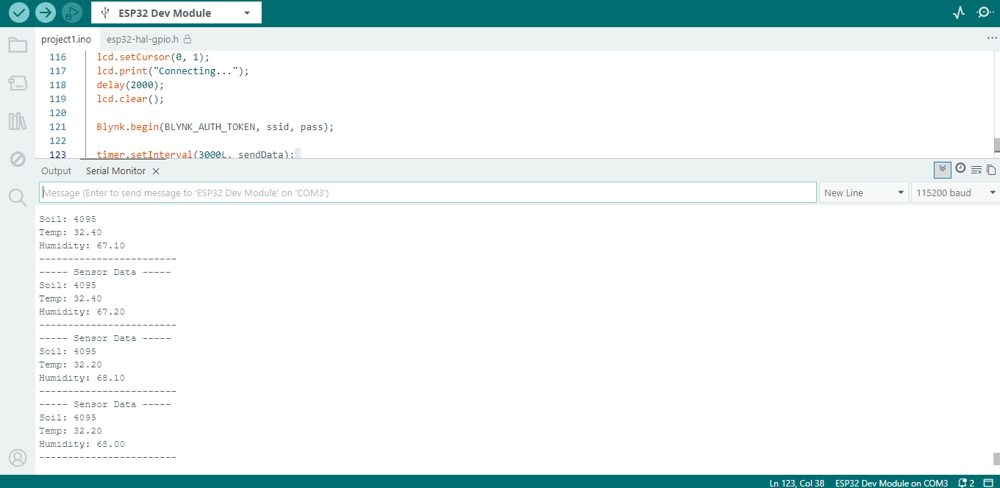 ESP32 Dev Module
project1.ino esp32-hal-gpio.h
116 lcd.setCursor(0, 1);
117 lcd.print("Connecting...");
118 delay(2000);
119 lcd.clear();
120
121 Blynk.begin(BLYNK_AUTH_TOKEN, ssid, pass);
122
123 timer.setInterval(3000L, sendData);
Output Serial Monitor
Message (Enter to send message to 'ESP32 Dev Module' on 'COM3')
New Line
115200 baud
Soil: 4095
Temp: 32.40
Humidity: 67.10
------------------------
----- Sensor Data -----
Soil: 4095
Temp: 32.40
Humidity: 67.20
------------------------
----- Sensor Data -----
Soil: 4095
Temp: 32.20
Humidity: 68.10
------------------------
----- Sensor Data -----
Soil: 4095
Temp: 32.20
Humidity: 68.00
------------------------
Ln 123, Col 38 ESP32 Dev Module on COM3 2